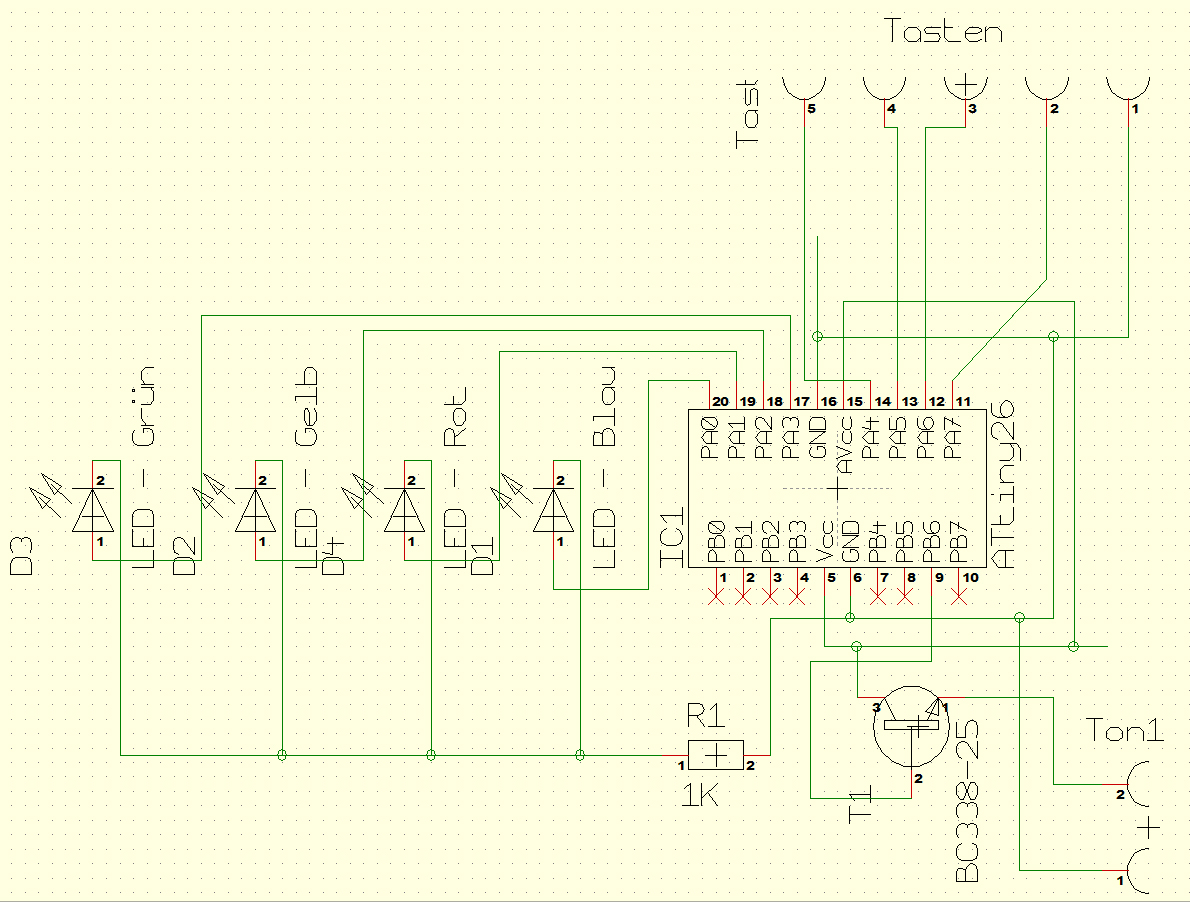 Tasten
Tast
5
4
3
2
1
20
19
18
17
16
15
14
13
12
11
PA0
PA1
PA2
PA3
GND
AVcc
PA4
PA5
PA6
PA7
IC1
ATtiny26
PB0
PB1
PB2
PB3
Vcc
GND
PB4
PB5
PB6
PB7
1
2
3
4
5
6
7
8
9
10
D3
2
1
LED - Grün
D2
2
1
LED - Gelb
D4
2
1
LED - Rot
D1
2
1
LED - Blau
R1
1
2
1K
3
1
2
T1
BC338-25
Ton1
2
1